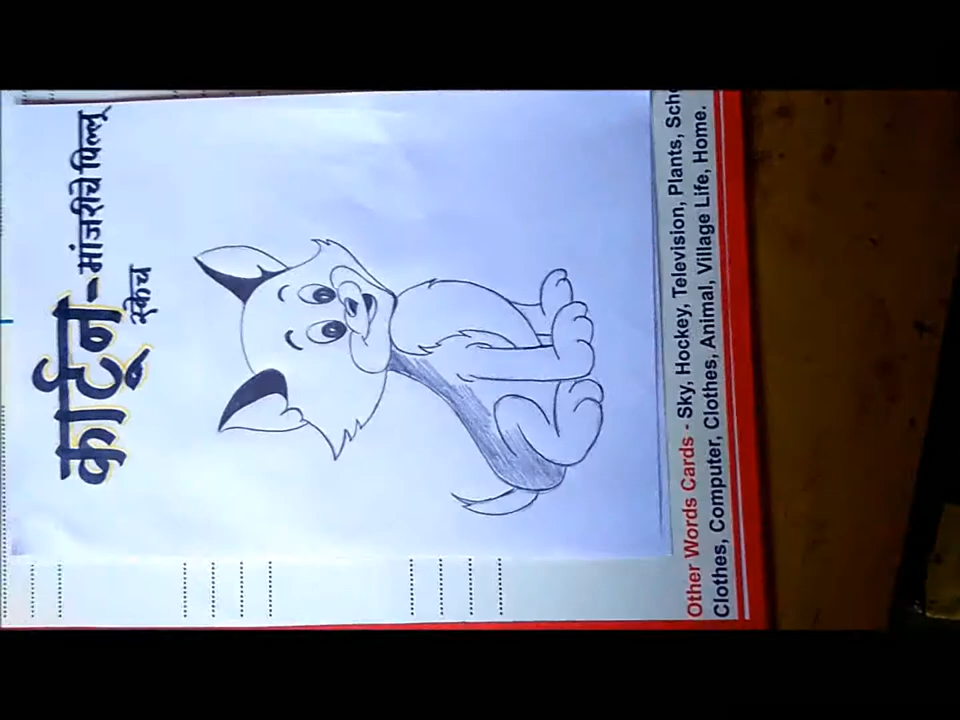 कार्टून - मांजरीचे पिल्लू
स्केच
Other Words Cards - Sky, Hockey, Television, Plants,
Clothes, Computer, Clothes, Animal, Village Life, Home.